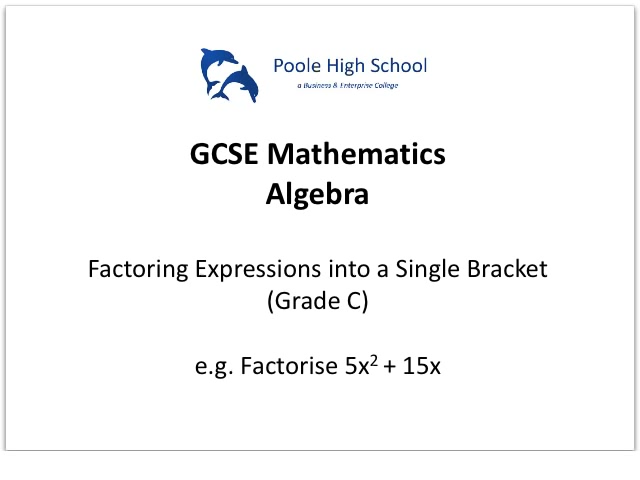 Poole High School
a Business & Enterprise College
GCSE Mathematics
Algebra
Factoring Expressions into a Single Bracket
(Grade C)
e.g. Factorise 5x² + 15x